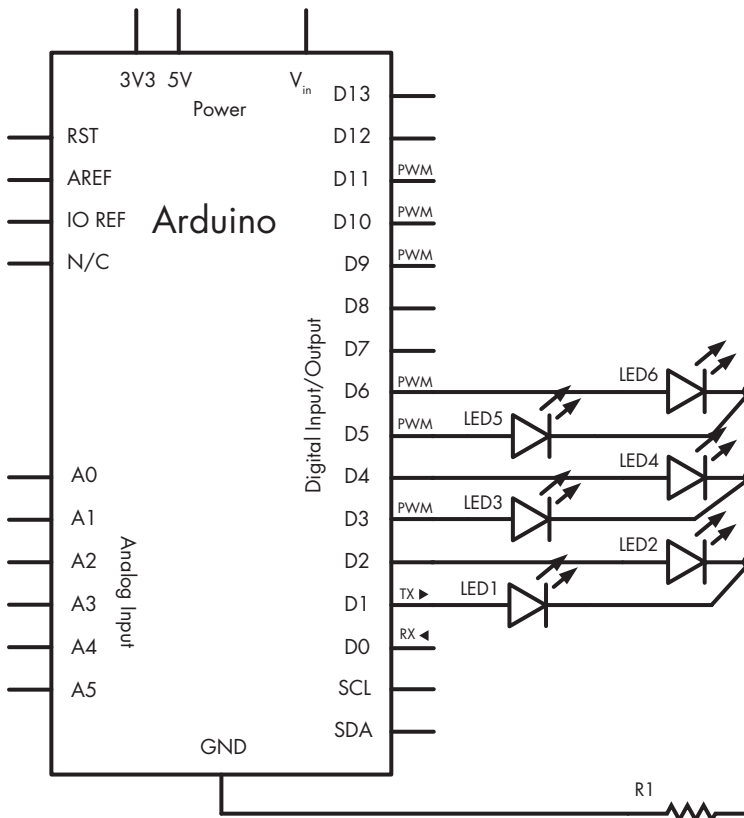 3V3 5V Vin
Power
RST
AREF
IO REF
N/C
Arduino
D13
D12
D11 PWM
D10 PWM
D9 PWM
D8
D7
D6 PWM
D5 PWM
D4
D3 PWM
D2
D1 TX ►
D0 RX ◄
SCL
SDA
Digital Input/Output
A0
A1
A2
A3
A4
A5
Analog Input
LED6
LED5
LED4
LED3
LED2
LED1
GND
R1